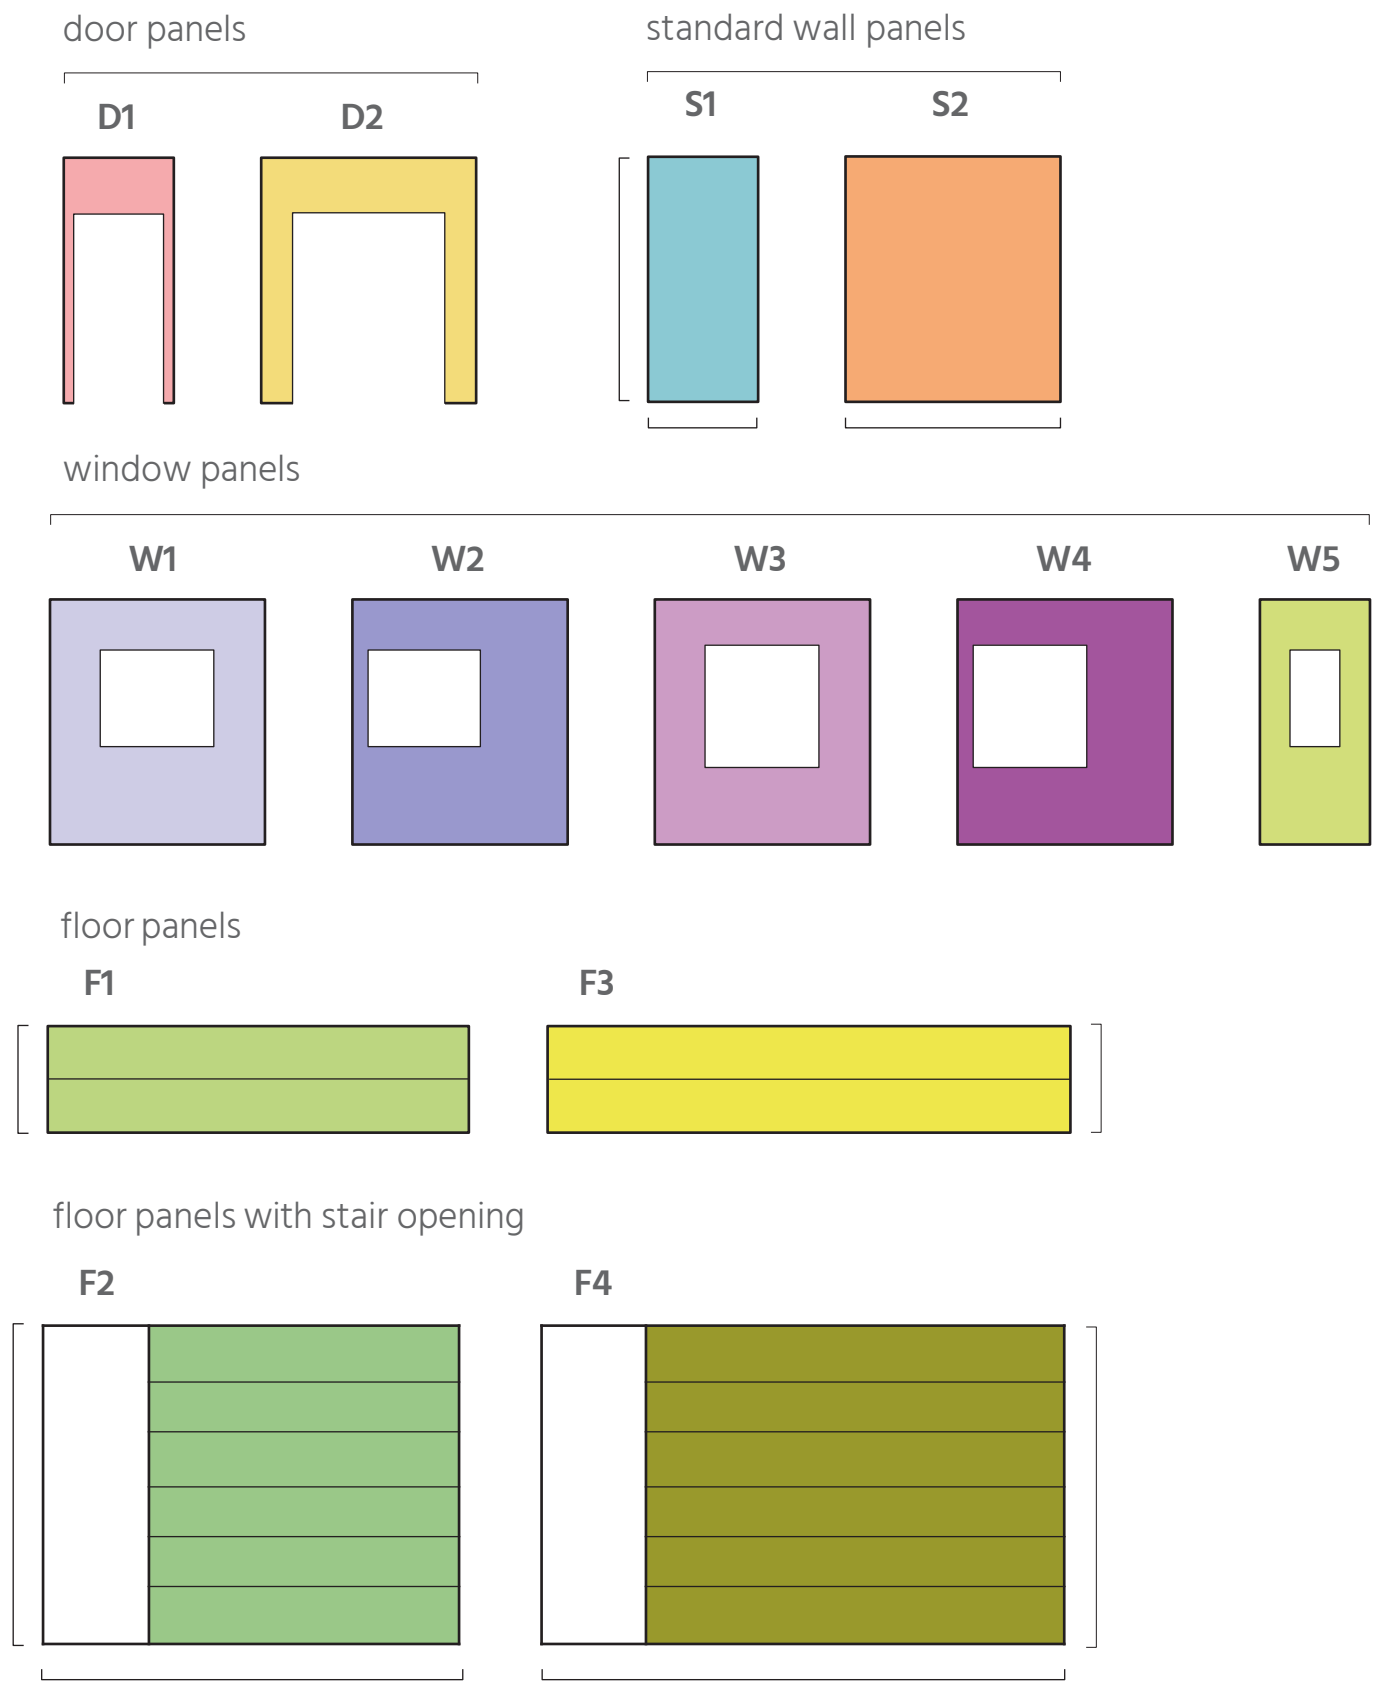 door panels
standard wall panels
D1
D2
S1
S2
window panels
W1
W2
W3
W4
W5
floor panels
F1
F3
floor panels with stair opening
F2
F4